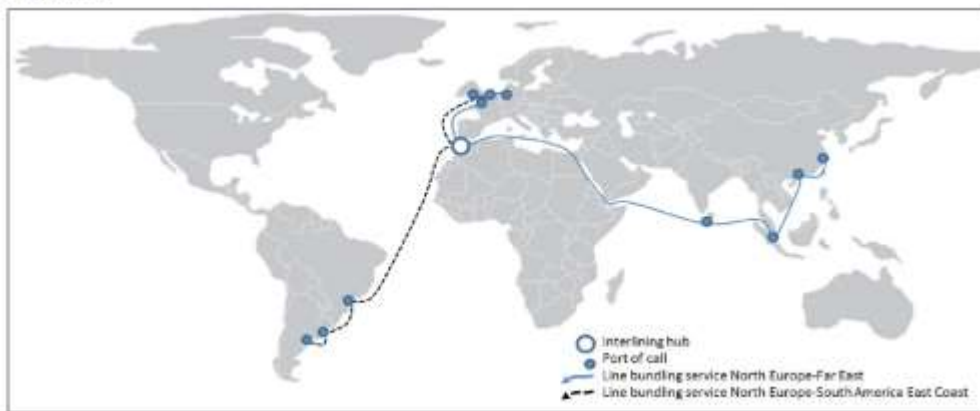 Interlining hub
Port of call
Line bundling service North Europe-Far East
Line bundling service North Europe-South America East Coast